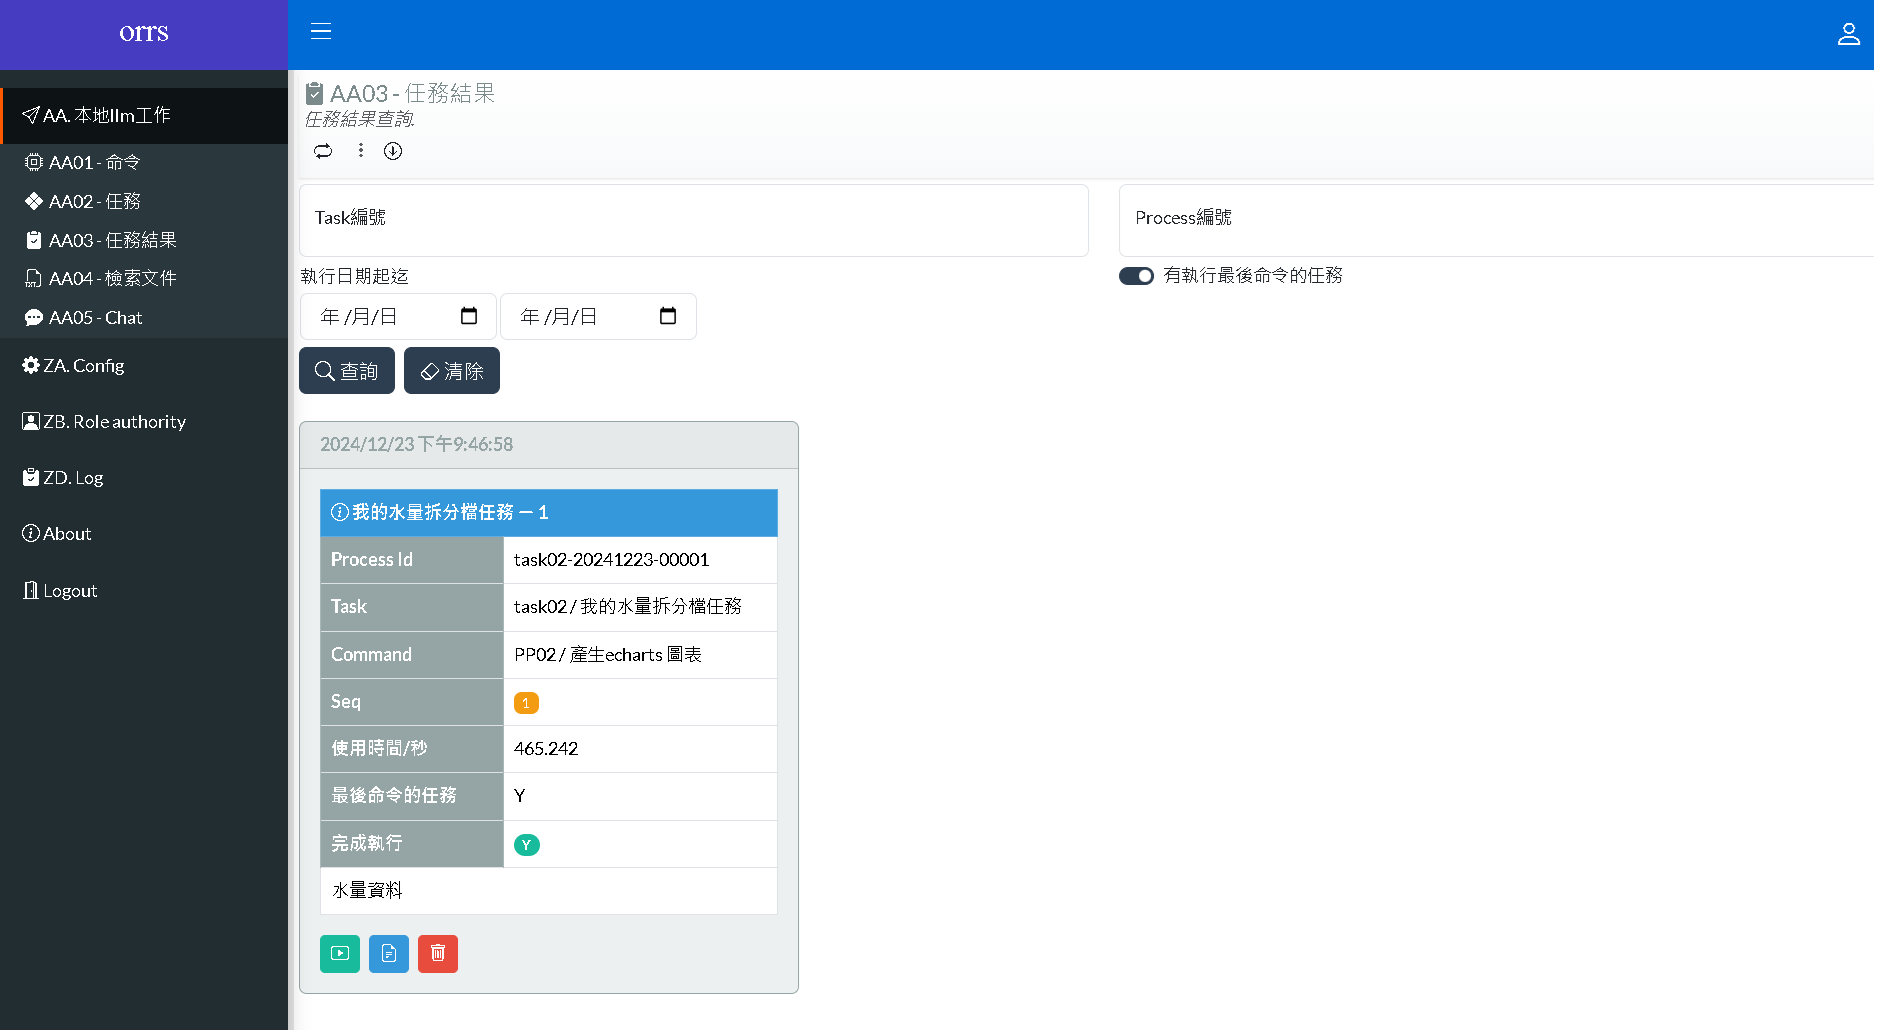 orrs
AA. 本地llm工作
AA01 - 命令
AA02 - 任務
AA03 - 任務結果
AA04 - 檢索文件
AA05 - Chat
ZA. Config
ZB. Role authority
ZD. Log
About
Logout
AA03 - 任務結果
任務結果查詢.
Task編號
Process編號
執行日期起迄
有執行最後命令的任務
年 /月/日
年 /月/日
查詢
清除
2024/12/23 下午9:46:58
我的水量拆分檔任務 — 1
Process Id
task02-20241223-00001
Task
task02 / 我的水量拆分檔任務
Command
PP02 / 產生echarts 圖表
Seq
1
使用時間/秒
465.242
最後命令的任務
Y
完成執行
Y
水量資料